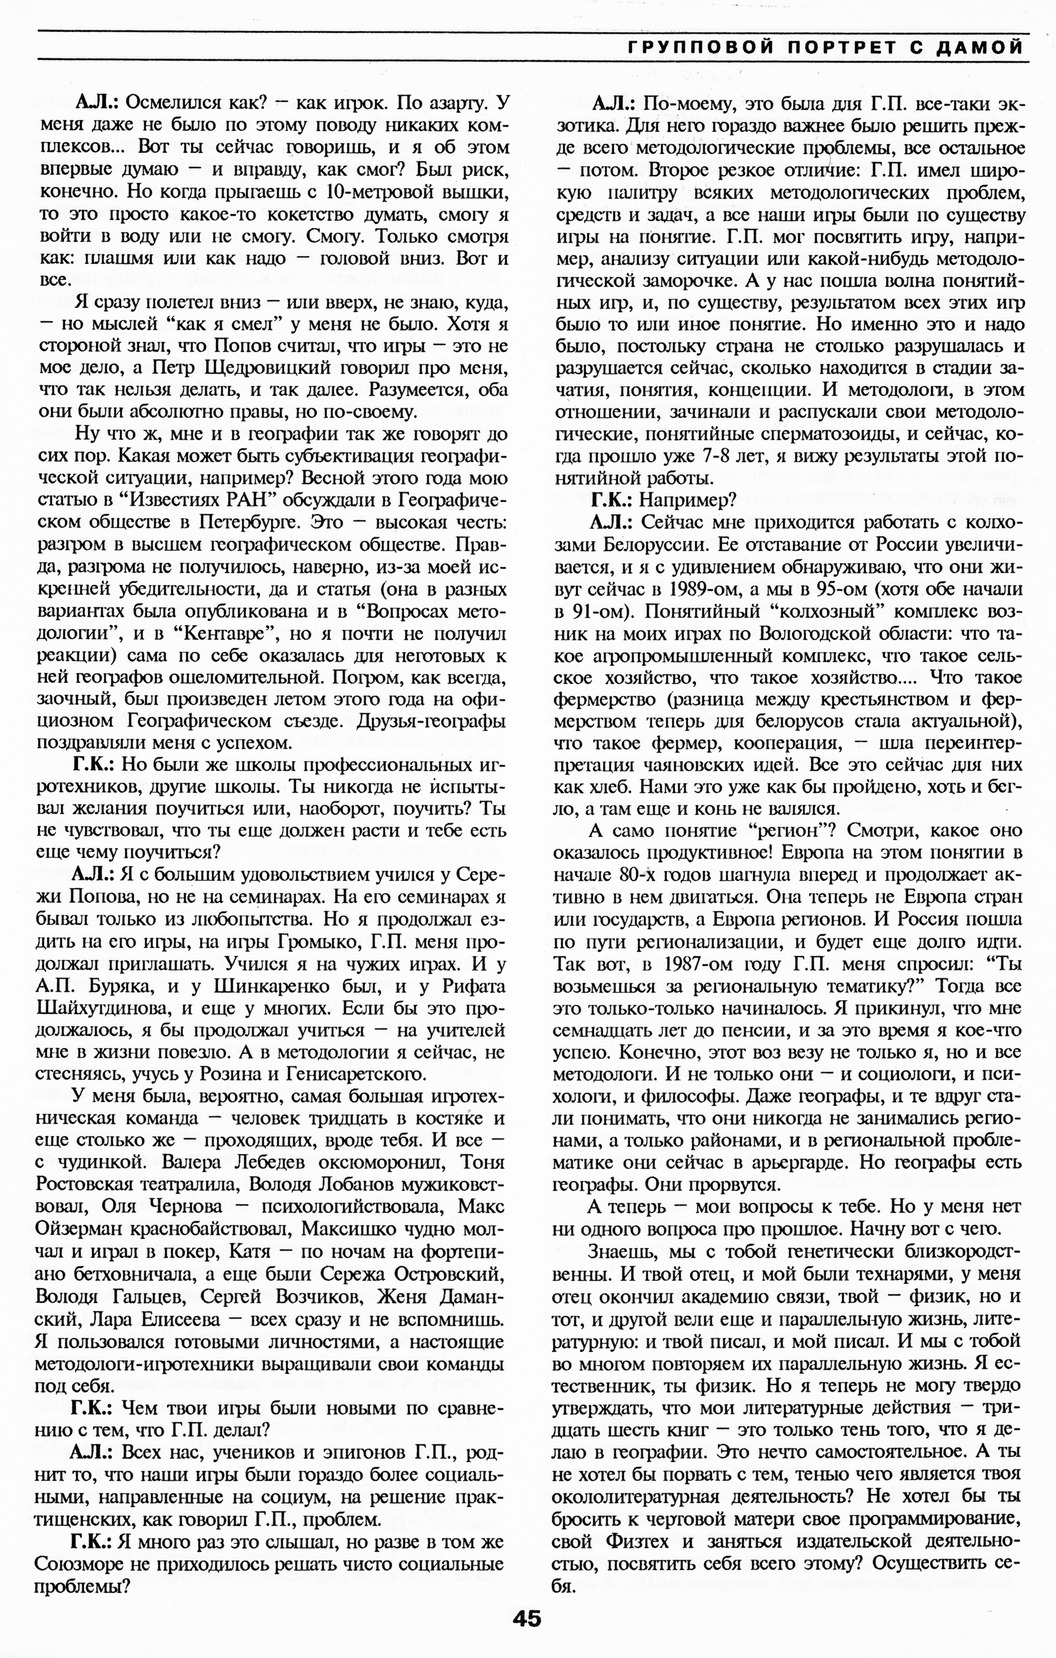 ГРУППОВОЙ ПОРТРЕТ С ДАМОЙ
А.Л.: Осмелился как? — как игрок. По азарту. У
меня даже не было по этому поводу никаких ком-
плексов... Вот ты сейчас говоришь, и я об этом
впервые думаю — и вправду, как смог? Был риск,
конечно. Но когда прыгаешь с 10-метровой вышки,
то это просто какое-то кокетство думать, смогу я
войти в воду или не смогу. Смогу. Только смотря
как: плашмя или как надо — головой вниз. Вот и
все.
Я сразу полетел вниз — или вверх, не знаю, куда,
— но мыслей “как я смел” у меня не было. Хотя я
стороной знал, что Попов считал, что игры — это не
мое дело, а Петр Щедровицкий говорил про меня,
что так нельзя делать, и так далее. Разумеется, оба
они были абсолютно правы, но по-своему.
Ну что ж, мне и в географии так же говорят до
сих пор. Какая может быть субъективация географи-
ческой ситуации, например? Весной этого года мою
статью в “Известиях РАН” обсуждали в Географиче-
ском обществе в Петербурге. Это — высокая честь:
разгром в высшем географическом обществе. Прав-
да, разгрома не получилось, наверно, из-за моей ис-
кренней убедительности, да и статья (она в разных
вариантах была опубликована и в “Вопросах мето-
дологии”, и в “Кентавре”, но я почти не получил
реакции) сама по себе оказалась для неготовых к
ней географов ошеломительной. Погром, как всегда,
заочный, был произведен летом этого года на офи-
циозном Географическом съезде. Друзья-географы
поздравляли меня с успехом.
Г.К.: Но были же школы профессиональных иг-
ротехников, другие школы. Ты никогда не испыты-
вал желания поучиться или, наоборот, поучить? Ты
не чувствовал, что ты еще должен расти и тебе есть
еще чему поучиться?
А.Л.: Я с большим удовольствием учился у Сере-
жи Попова, но не на семинарах. На его семинарах я
бывал только из любопытства. Но я продолжал ез-
дить на его игры, на игры Громыко, Г.П. меня про-
должал приглашать. Учился я на чужих играх. И у
А.П. Буряка, и у Шинкаренко был, и у Рифата
Шайхутдинова, и еще у многих. Если бы это про-
должалось, я бы продолжал учиться — на учителей
мне в жизни повезло. А в методологии я сейчас, не
стесняясь, учусь у Розина и Генисаретского.
У меня была, вероятно, самая большая игротех-
ническая команда — человек тридцать в костяке и
еще столько же — проходящих, вроде тебя. И все —
с чудинкой. Валера Лебедев оксюморонил, Тоня
Ростовская театралила, Володя Лобанов мужиковст-
вовал, Оля Чернова — психологийствовала, Макс
Ойзерман краснобайствовал, Максишко чудно мол-
чал и играл в покер, Катя — по ночам на фортепи-
ано бетховничала, а еще были Сережа Островский,
Володя Гальцев, Сергей Возчиков, Женя Даман-
ский, Лара Елисеева — всех сразу и не вспомнишь.
Я пользовался готовыми личностями, а настоящие
методологи-игротехники выращивали свои команды
под себя.
Г.К.: Чем твои игры были новыми по сравне-
нию с тем, что Г.П. делал?
А.Л.: Всех нас, учеников и эпигонов Г.П., род-
нит то, что наши игры были гораздо более социаль-
ными, направленные на социум, на решение прак-
тищенских, как говорил Г.П., проблем.
Г.К.: Я много раз это слышал, но разве в том же
Союзморе не приходилось решать чисто социальные
проблемы?
А.Л.: По-моему, это была для Г.П. все-таки эк-
зотика. Для него гораздо важнее было решить преж-
де всего методологические проблемы, все остальное
— потом. Второе резкое отличие: Г.П. имел широ-
кую палитру всяких методологических проблем,
средств и задач, а все наши игры были по существу
игры на понятие. Г.П. мог посвятить игру, напри-
мер, анализу ситуации или какой-нибудь методоло-
гической заморочке. А у нас пошла волна понятий-
ных игр, и, по существу, результатом всех этих игр
было то или иное понятие. Но именно это и надо
было, постольку страна не столько разрушалась и
разрушается сейчас, сколько находится в стадии за-
чатия, понятия, концепции. И методологи, в этом
отношении, зачинали и распускали свои методоло-
гические, понятийные сперматозоиды, и сейчас, ко-
гда прошло уже 7-8 лет, я вижу результаты этой по-
нятийной работы.
Г.К.: Например?
А.Л.: Сейчас мне приходится работать с колхо-
зами Белоруссии. Ее отставание от России увеличи-
вается, и я с удивлением обнаруживаю, что они жи-
вут сейчас в 1989-ом, а мы в 95-ом (хотя обе начали
в 91-ом). Понятийный “колхозный” комплекс воз-
ник на моих играх по Вологодской области: что та-
кое агропромышленный комплекс, что такое сель-
ское хозяйство, что такое хозяйство.... Что такое
фермерство (разница между крестьянством и фер-
мерством теперь для белорусов стала актуальной),
что такое фермер, кооперация, — шла переинтер-
претация чаяновских идей. Все это сейчас для них
как хлеб. Нами это уже как бы пройдено, хоть и бег-
ло, а там еще и конь не валялся.
А само понятие “регион”? Смотри, какое оно
оказалось продуктивное! Европа на этом понятии в
начале 80-х годов шагнула вперед и продолжает ак-
тивно в нем двигаться. Она теперь не Европа стран
или государств, а Европа регионов. И Россия пошла
по пути регионализации, и будет еще долго идти.
Так вот, в 1987-ом году Г.П. меня спросил: “Ты
возьмешься за региональную тематику?” Тогда все
это только-только начиналось. Я прикинул, что мне
семнадцать лет до пенсии, и за это время я кое-что
успею. Конечно, этот воз везу не только я, но и все
методологи. И не только они — и социологи, и пси-
хологи, и философы. Даже географы, и те вдруг ста-
ли понимать, что они никогда не занимались регио-
нами, а только районами, и в региональной пробле-
матике они сейчас в арьергарде. Но географы есть
географы. Они прорвутся.
А теперь — мои вопросы к тебе. Но у меня нет
ни одного вопроса про прошлое. Начну вот с чего.
Знаешь, мы с тобой генетически близкородст-
венны. И твой отец, и мой были технарями, у меня
отец окончил академию связи, твой — физик, но и
тот, и другой вели еще и параллельную жизнь, лите-
ратурную: и твой писал, и мой писал. И мы с тобой
во многом повторяем их параллельную жизнь. Я ес-
тественник, ты физик. Но я теперь не могу твердо
утверждать, что мои литературные действия — три-
дцать шесть книг — это только тень того, что я де-
лаю в географии. Это нечто самостоятельное. А ты
не хотел бы порвать с тем, тенью чего является твоя
окололитературная деятельность? Не хотел бы ты
бросить к чертовой матери свое программирование,
свой Физтех и заняться издательской деятельно-
стью, посвятить себя всего этому? Осуществить се-
бя.
45